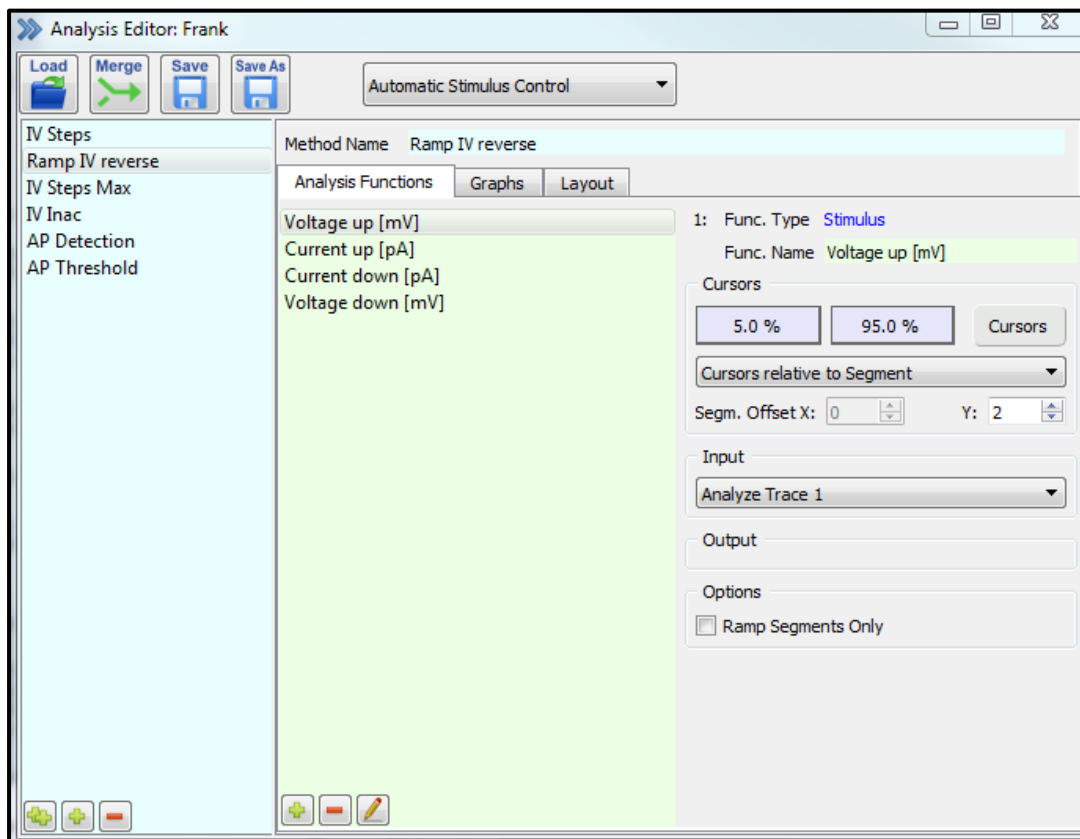 Analysis Editor: Frank
Load Merge Save Save As
Automatic Stimulus Control
IV Steps
Ramp IV reverse
IV Steps Max
IV Inac
AP Detection
AP Threshold
Method Name Ramp IV reverse
Analysis Functions Graphs Layout
Voltage up [mV]
Current up [pA]
Current down [pA]
Voltage down [mV]
1: Func. Type Stimulus
Func. Name Voltage up [mV]
Cursors
5.0 % 95.0 % Cursors
Cursors relative to Segment
Segm. Offset X: 0 Y: 2
Input
Analyze Trace 1
Output
Options
Ramp Segments Only